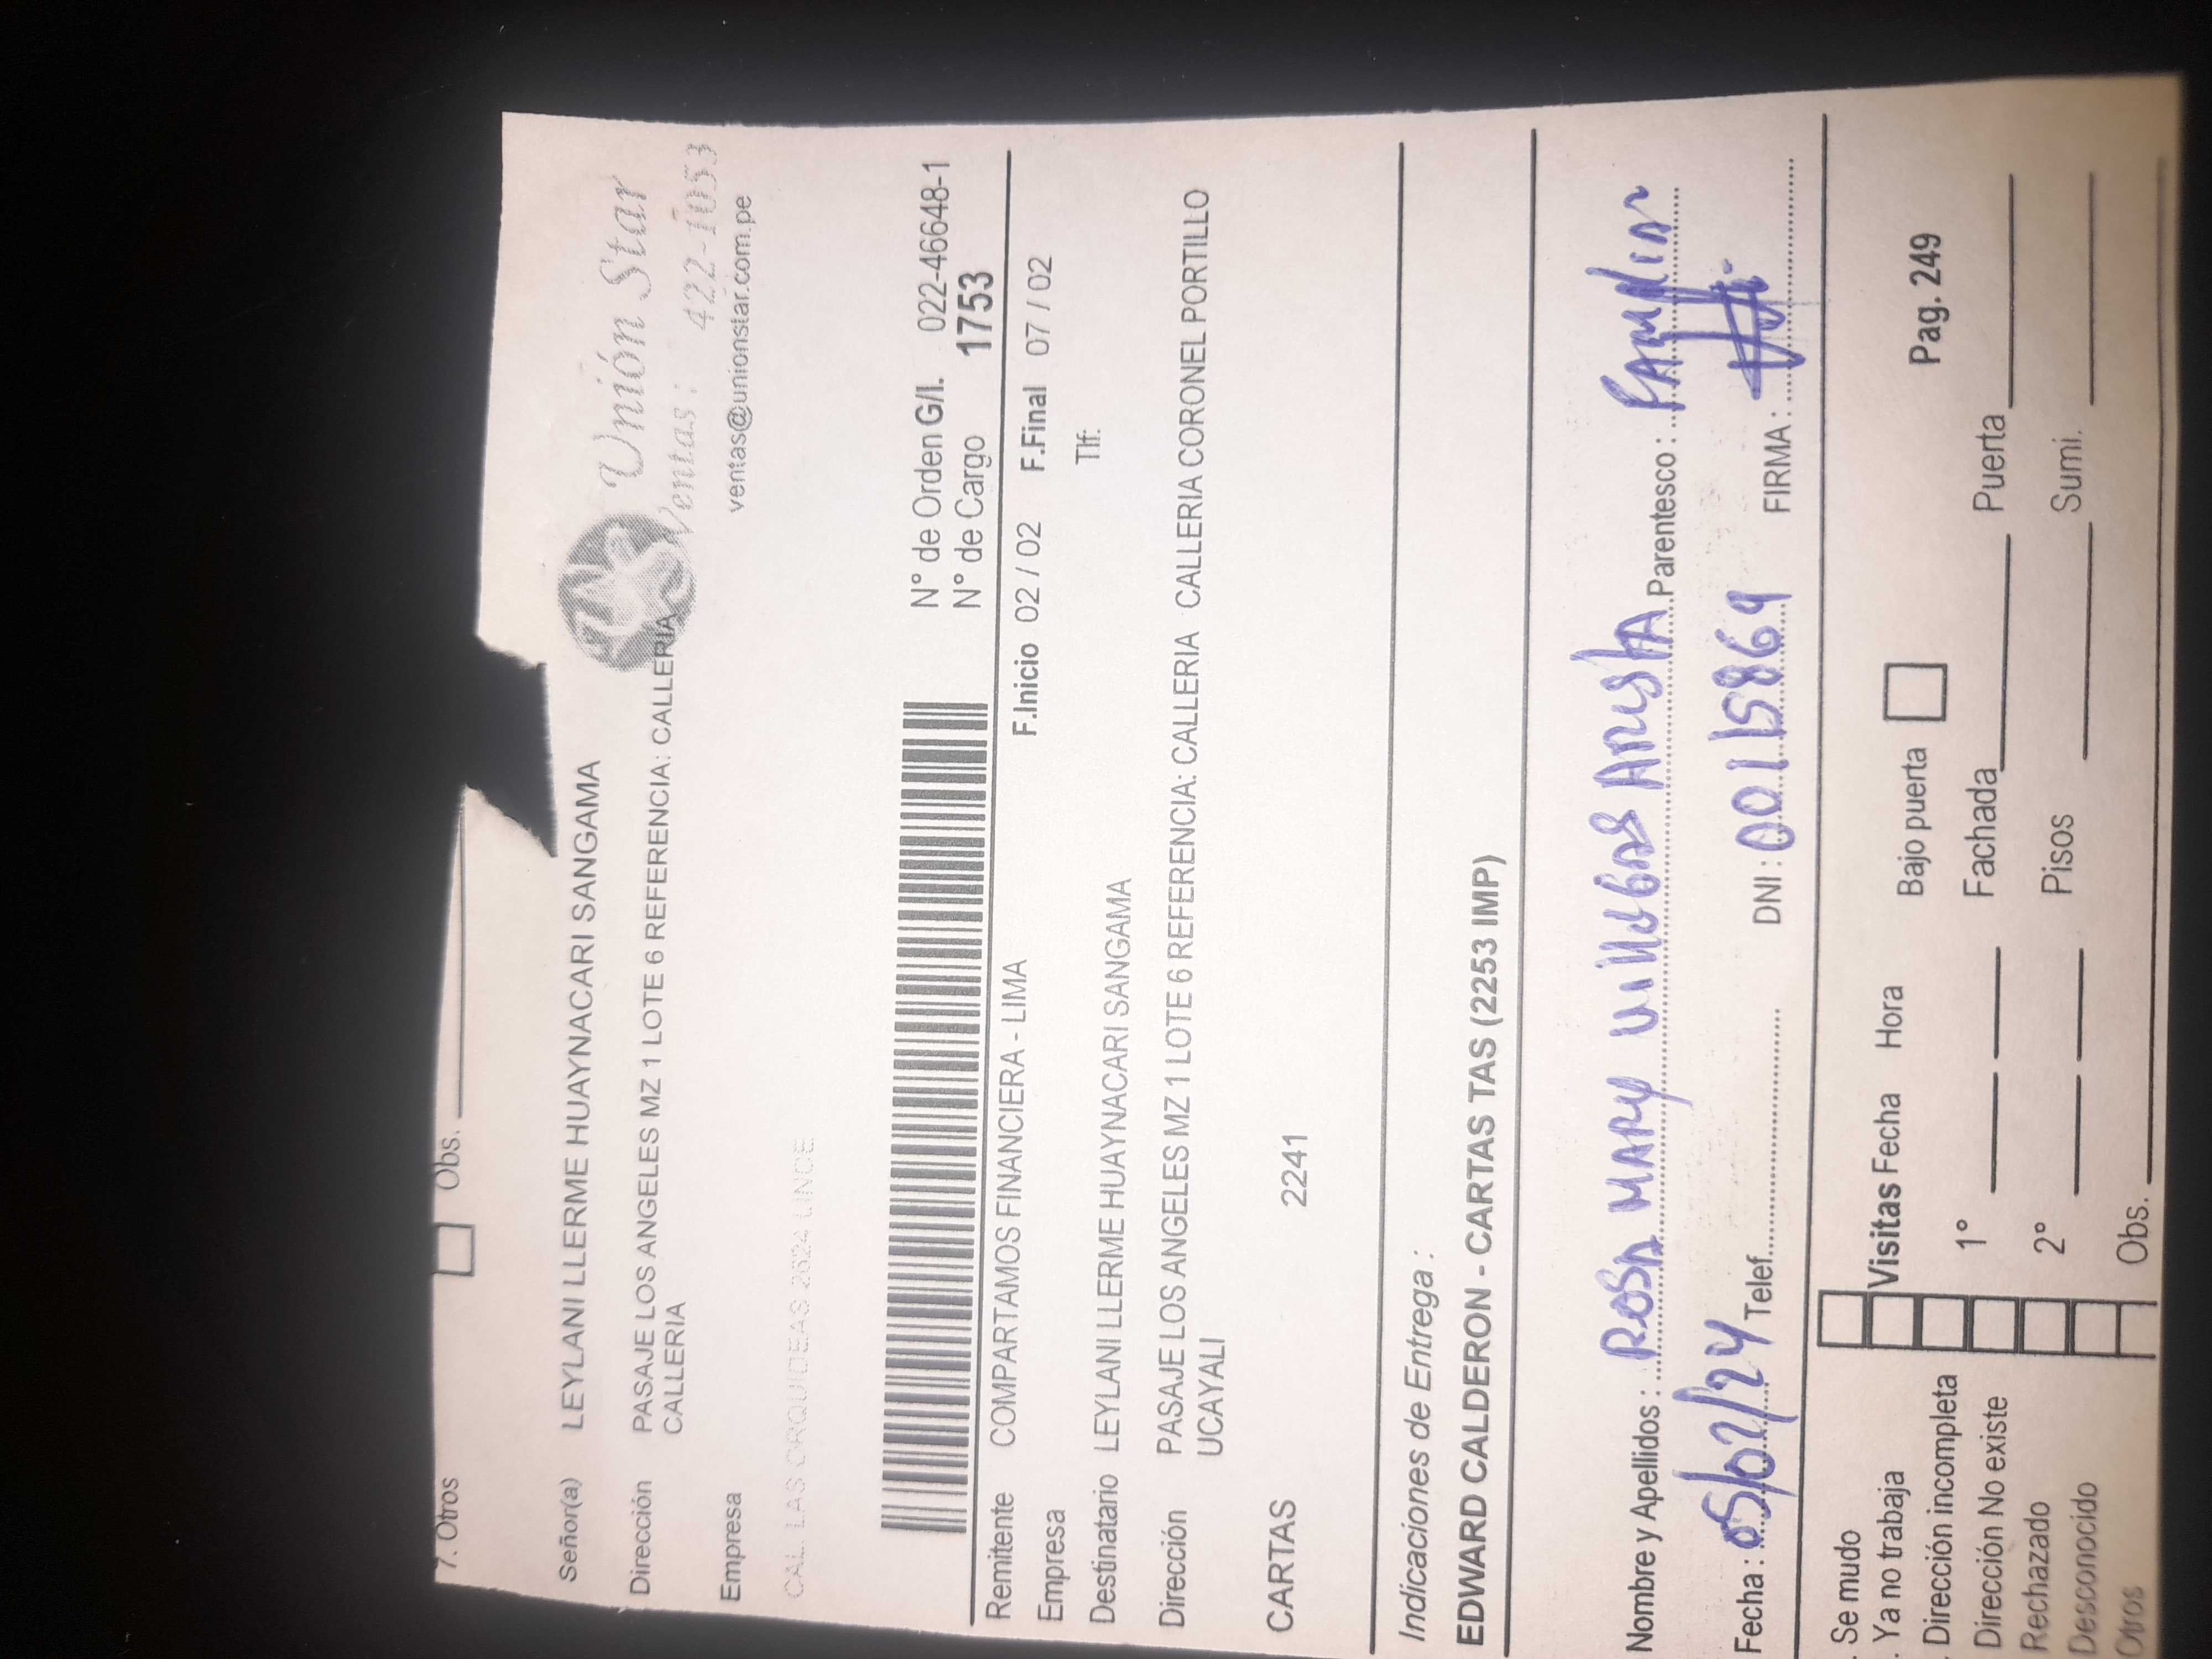 7. Otros Obs.
Unión Star
Ventas: 422-1053
ventas@unionstar.com.pe
Señor(a) LEYLANI LLERME HUAYNACARI SANGAMA
Dirección PASAJE LOS ANGELES MZ 1 LOTE 6 REFERENCIA: CALLERIA
CALLERIA
Empresa
CAL. LAS ORQUIDEAS 2624 LINCE
N° de Orden G/I. 022-46648-1
N° de Cargo 1753
Remitente COMPARTAMOS FINANCIERA - LIMA F.Inicio 02 / 02 F.Final 07 / 02
Empresa Tlf:
Destinatario LEYLANI LLERME HUAYNACARI SANGAMA
Dirección PASAJE LOS ANGELES MZ 1 LOTE 6 REFERENCIA: CALLERIA CALLERIA CORONEL PORTILLO
UCAYALI
CARTAS 2241
Indicaciones de Entrega :
EDWARD CALDERON - CARTAS TAS (2253 IMP)
Nombre y Apellidos : ROSA MARY Parentesco :
Fecha : 05/02/24 Telef. DNI : 00115869 FIRMA :
. Se mudo
. Ya no trabaja Visitas Fecha Hora Bajo puerta Pag. 249
. Dirección incompleta
Dirección No existe 1° Fachada Puerta
Rechazado 2° Pisos Sumi.
Desconocido
Otros Obs.